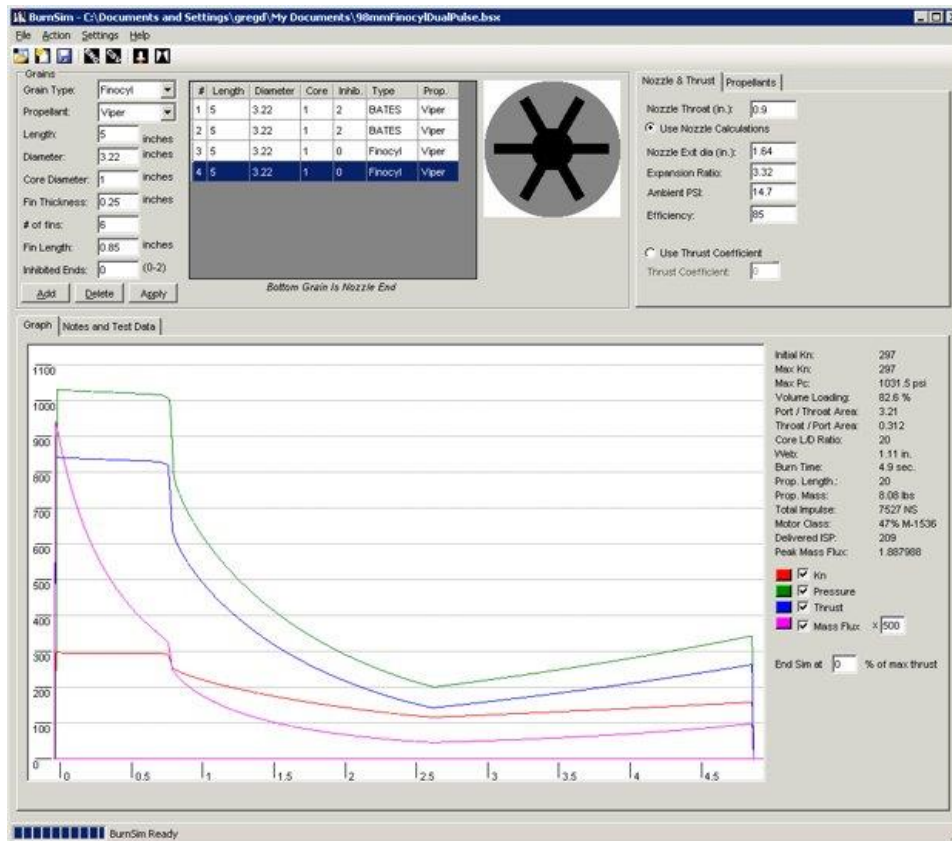 BurnSim - C:\Documents and Settings\gregd\My Documents\98mmFinocylDualPulse.bsx
File Action Settings Help
Grains
Grain Type: Finocyl
Propellant: Viper
Length: 5 inches
Diameter: 3.22 inches
Core Diameter: 1 inches
Fin Thickness: 0.25 inches
# of fins: 6
Fin Length: 0.85 inches
Inhibited Ends: 0 (0-2)
Add Delete Apply
# Length Diameter Core Inhib. Type Prop.
1 5 3.22 1 2 BATES Viper
2 5 3.22 1 2 BATES Viper
3 5 3.22 1 0 Finocyl Viper
4 5 3.22 1 0 Finocyl Viper
Bottom Grain Is Nozzle End
Nozzle & Thrust Propellants
Nozzle Throat (in.): 0.9
Use Nozzle Calculations
Nozzle Exit dia (in.): 1.64
Expansion Ratio: 3.32
Ambient PSI: 14.7
Efficiency: 85
Use Thrust Coefficient
Thrust Coefficient: 0
Graph Notes and Test Data
1100
1000
900
800
700
600
500
400
300
200
100
0
0 0.5 1 1.5 2 2.5 3 3.5 4 4.5
Initial Kn: 297
Max Kn: 297
Max Pc: 1031.5 psi
Volume Loading: 82.6 %
Port / Throat Area: 3.21
Throat / Port Area: 0.312
Core L/D Ratio: 20
Web: 1.11 in.
Burn Time: 4.9 sec.
Prop. Length.: 20
Prop. Mass: 8.08 lbs
Total Impulse: 7527 NS
Motor Class: 47% M-1536
Delivered ISP: 209
Peak Mass Flux: 1.887988
Kn
Pressure
Thrust
Mass Flux x 500
End Sim at 0 % of max thrust
BurnSim Ready